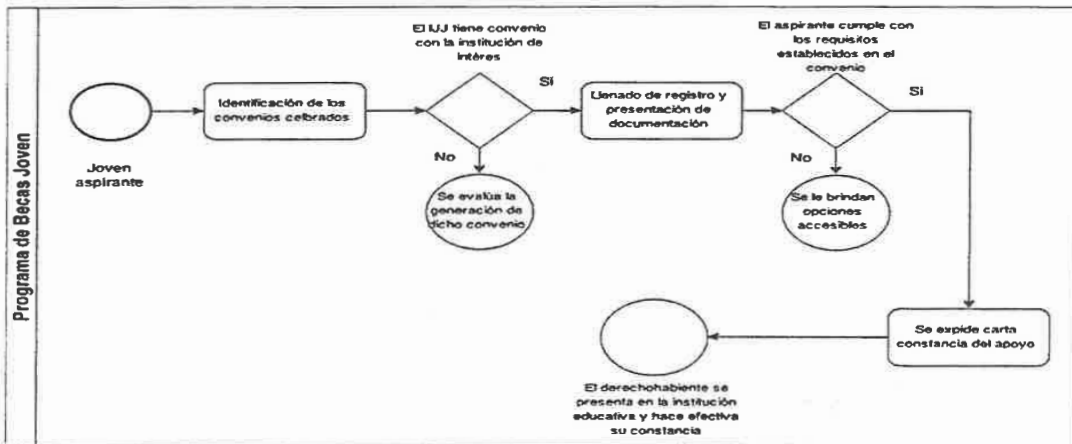 Programa de Becas Joven
Joven
aspirante
Identificación de los
convenios celbrados
El IJJ tiene convenio
con la institución de
intéres
Sí
No
Se evalúa la
generación de
dicho convenio
Llenado de registro y
presentación de
documentación
El aspirante cumple con
los requisitos
establecidos en el
convenio
Sí
No
Se le brindan
opciones
accesibles
Se expide carta
constancia del apoyo
El derechohabiente se
presenta en la institución
educativa y hace efectiva
su constancia